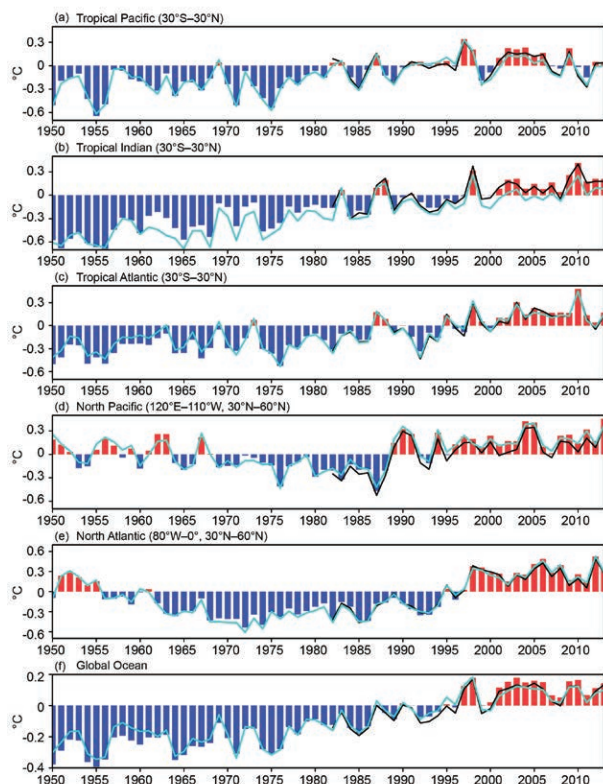 (a) Tropical Pacific (30°S–30°N)
°C
0.3
0
-0.3
-0.6
1950 1955 1960 1965 1970 1975 1980 1985 1990 1995 2000 2005 2010
(b) Tropical Indian (30°S–30°N)
°C
0.3
0
-0.3
-0.6
1950 1955 1960 1965 1970 1975 1980 1985 1990 1995 2000 2005 2010
(c) Tropical Atlantic (30°S–30°N)
°C
0.3
0
-0.3
-0.6
1950 1955 1960 1965 1970 1975 1980 1985 1990 1995 2000 2005 2010
(d) North Pacific (120°E–110°W, 30°N–60°N)
°C
0.3
0
-0.3
-0.6
1950 1955 1960 1965 1970 1975 1980 1985 1990 1995 2000 2005 2010
(e) North Atlantic (80°W–0°, 30°N–60°N)
°C
0.6
0.3
0
-0.3
-0.6
1950 1955 1960 1965 1970 1975 1980 1985 1990 1995 2000 2005 2010
(f) Global Ocean
°C
0.2
0
-0.2
-0.4
1950 1955 1960 1965 1970 1975 1980 1985 1990 1995 2000 2005 2010